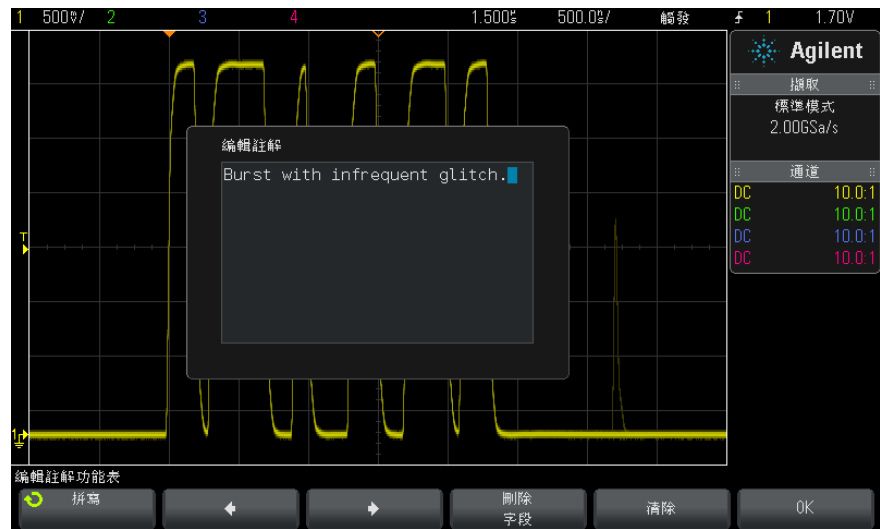 1 500㎷/ 2 3 4 1.500㎲ 500.0㎱/ 觸發 1 1.70V
Agilent
擷取
標準模式
2.00GSa/s
通道
DC 10.0:1
DC 10.0:1
DC 10.0:1
DC 10.0:1
編輯註解
Burst with infrequent glitch.
T
1
編輯註解功能表
拼寫
刪除
字段
清除
OK